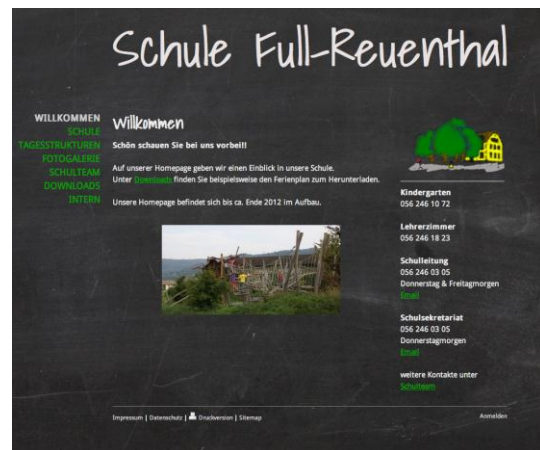 Schule Full-Reuenthal
WILLKOMMEN
SCHULE
TAGESSTRUKTUREN
FOTOGALERIE
SCHULTEAM
DOWNLOADS
INTERN
Willkommen
Schön schauen Sie bei uns vorbei!!
Auf unserer Homepage geben wir einen Einblick in unsere Schule.
Unter Downloads finden Sie beispielsweise den Ferienplan zum Herunterladen.
Unsere Homepage befindet sich bis ca. Ende 2012 im Aufbau.
Kindergarten
056 246 10 72
Lehrerzimmer
056 246 18 23
Schulleitung
056 246 03 05
Donnerstag & Freitagmorgen
Email
Schulsekretariat
056 246 03 05
Donnerstagmorgen
Email
weitere Kontakte unter
Schulteam
Impressum | Datenschutz | Druckversion | Sitemap
Anmelden